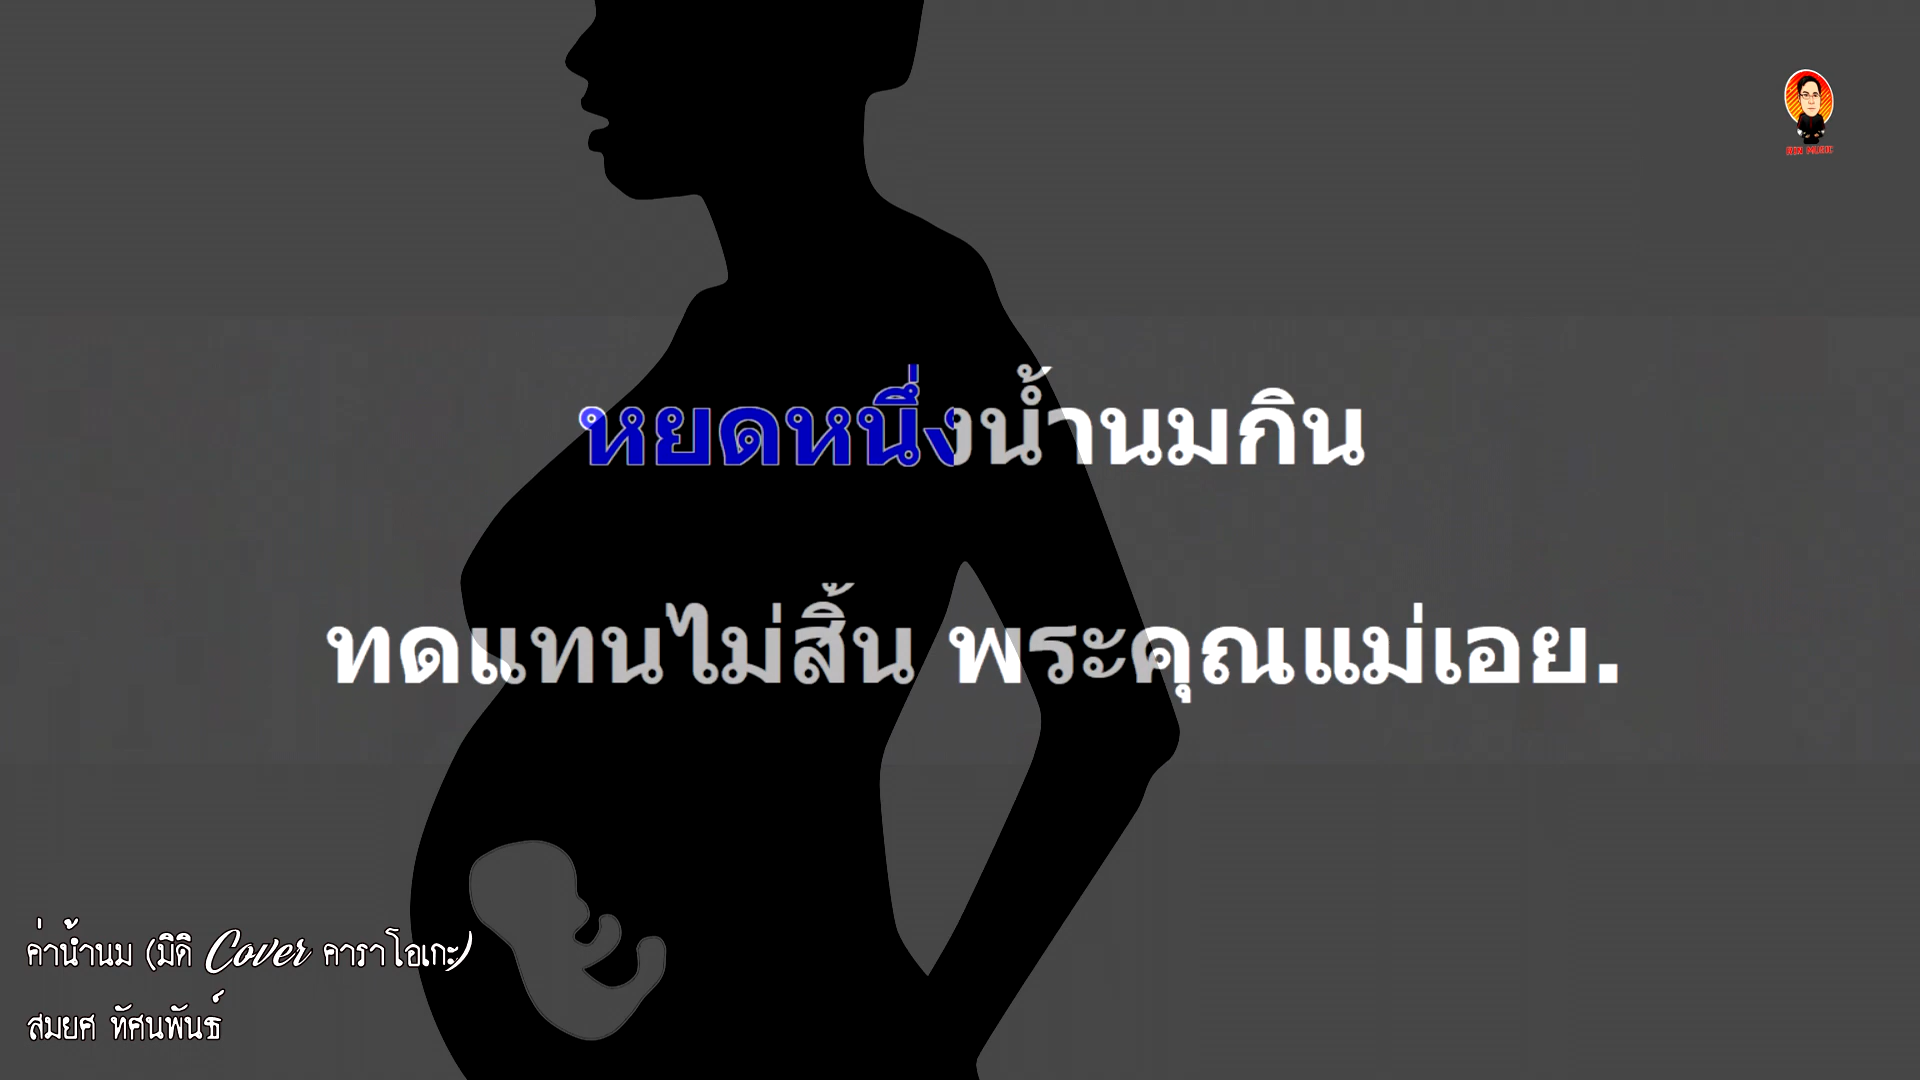 RIN MUSIC
หยดหนึ่งน้ำนมกิน
ทดแทนไม่สิ้น พระคุณแม่เอย.
ค่าน้ำนม (มิดิ Cover คาราโอเกะ)
สมยศ ทัศนพันธ์